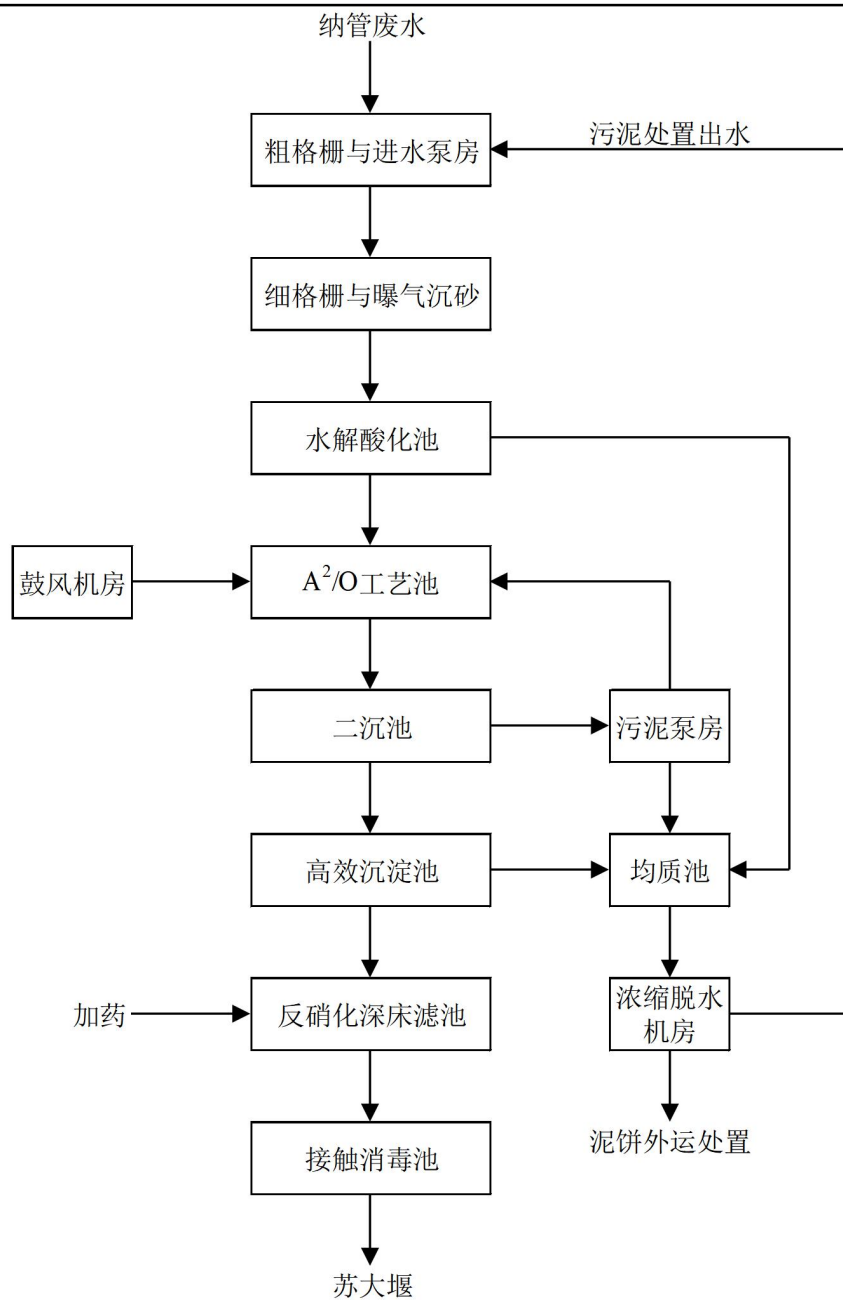 纳管废水
污泥处置出水
粗格栅与进水泵房
细格栅与曝气沉砂
水解酸化池
鼓风机房
A²/O工艺池
二沉池
污泥泵房
高效沉淀池
均质池
加药
反硝化深床滤池
浓缩脱水
机房
接触消毒池
泥饼外运处置
苏大堰